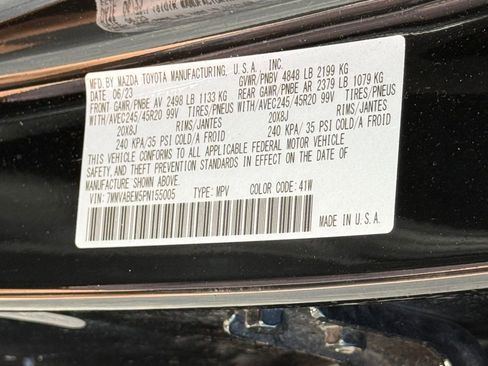 MFD. BY MAZDA TOYOTA MANUFACTURING, U.S.A., INC.
DATE 06/23 GVWR/PNBV 4848 LB 2199 KG
FRONT GAWR/PNBE AV 2498 LB 1133 KG REAR GAWR/PNBE AR 2379 LB 1079 KG
WITH/AVEC245/45R20 99V TIRES/PNEUS WITH/AVEC245/45R20 99V TIRES/PNEUS
20X8J RIMS/JANTES 20X8J RIMS/JANTES
240 KPA/35 PSI COLD/A FROID 240 KPA/35 PSI COLD/A FROID
THIS VEHICLE CONFORMS TO ALL APPLICABLE FEDERAL MOTOR VEHICLE
SAFETY AND THEFT PREVENTION STANDARDS IN EFFECT ON THE DATE OF
MANUFACTURE SHOWN ABOVE.
VIN: 7MMVABEM5PN155005 TYPE: MPV COLOR CODE: 41W
MADE IN U.S.A.